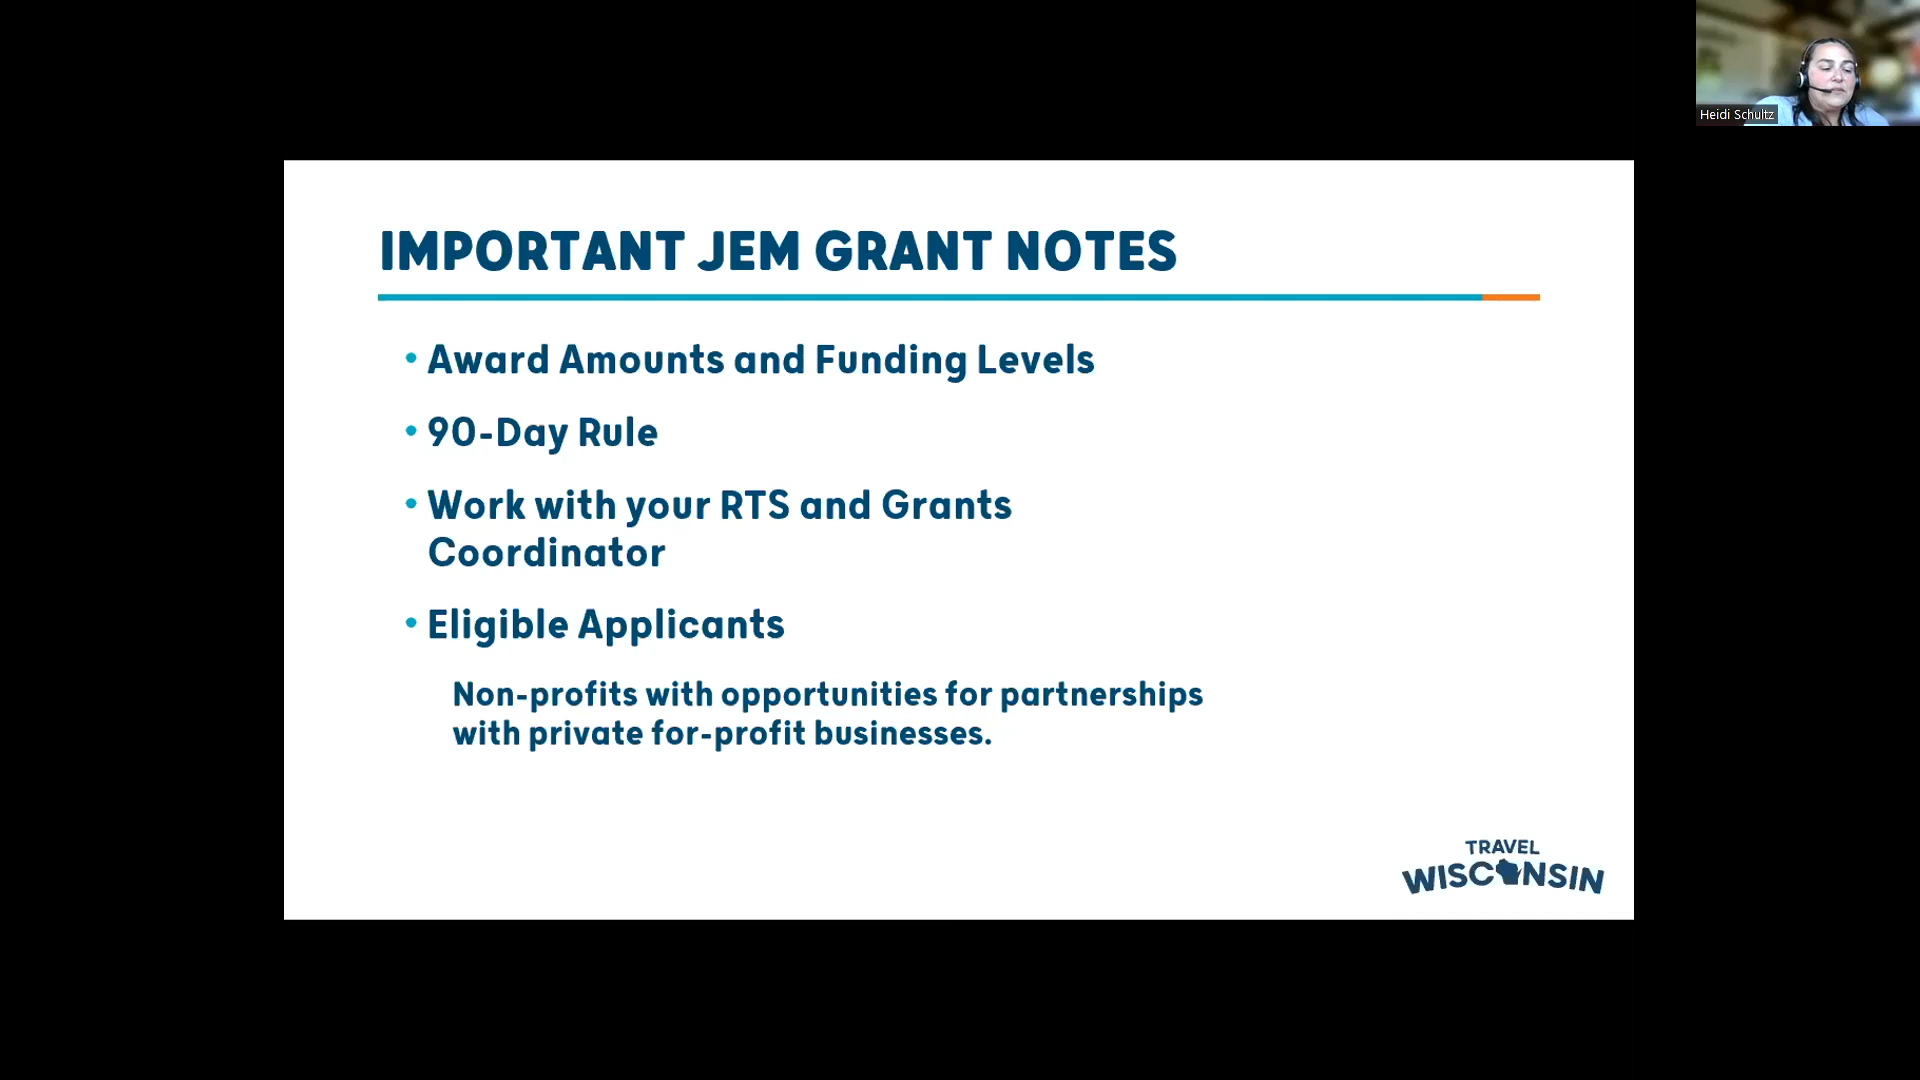 Heidi Schultz
IMPORTANT JEM GRANT NOTES
• Award Amounts and Funding Levels
• 90-Day Rule
• Work with your RTS and Grants
Coordinator
• Eligible Applicants
Non-profits with opportunities for partnerships
with private for-profit businesses.
TRAVEL
WISCONSIN